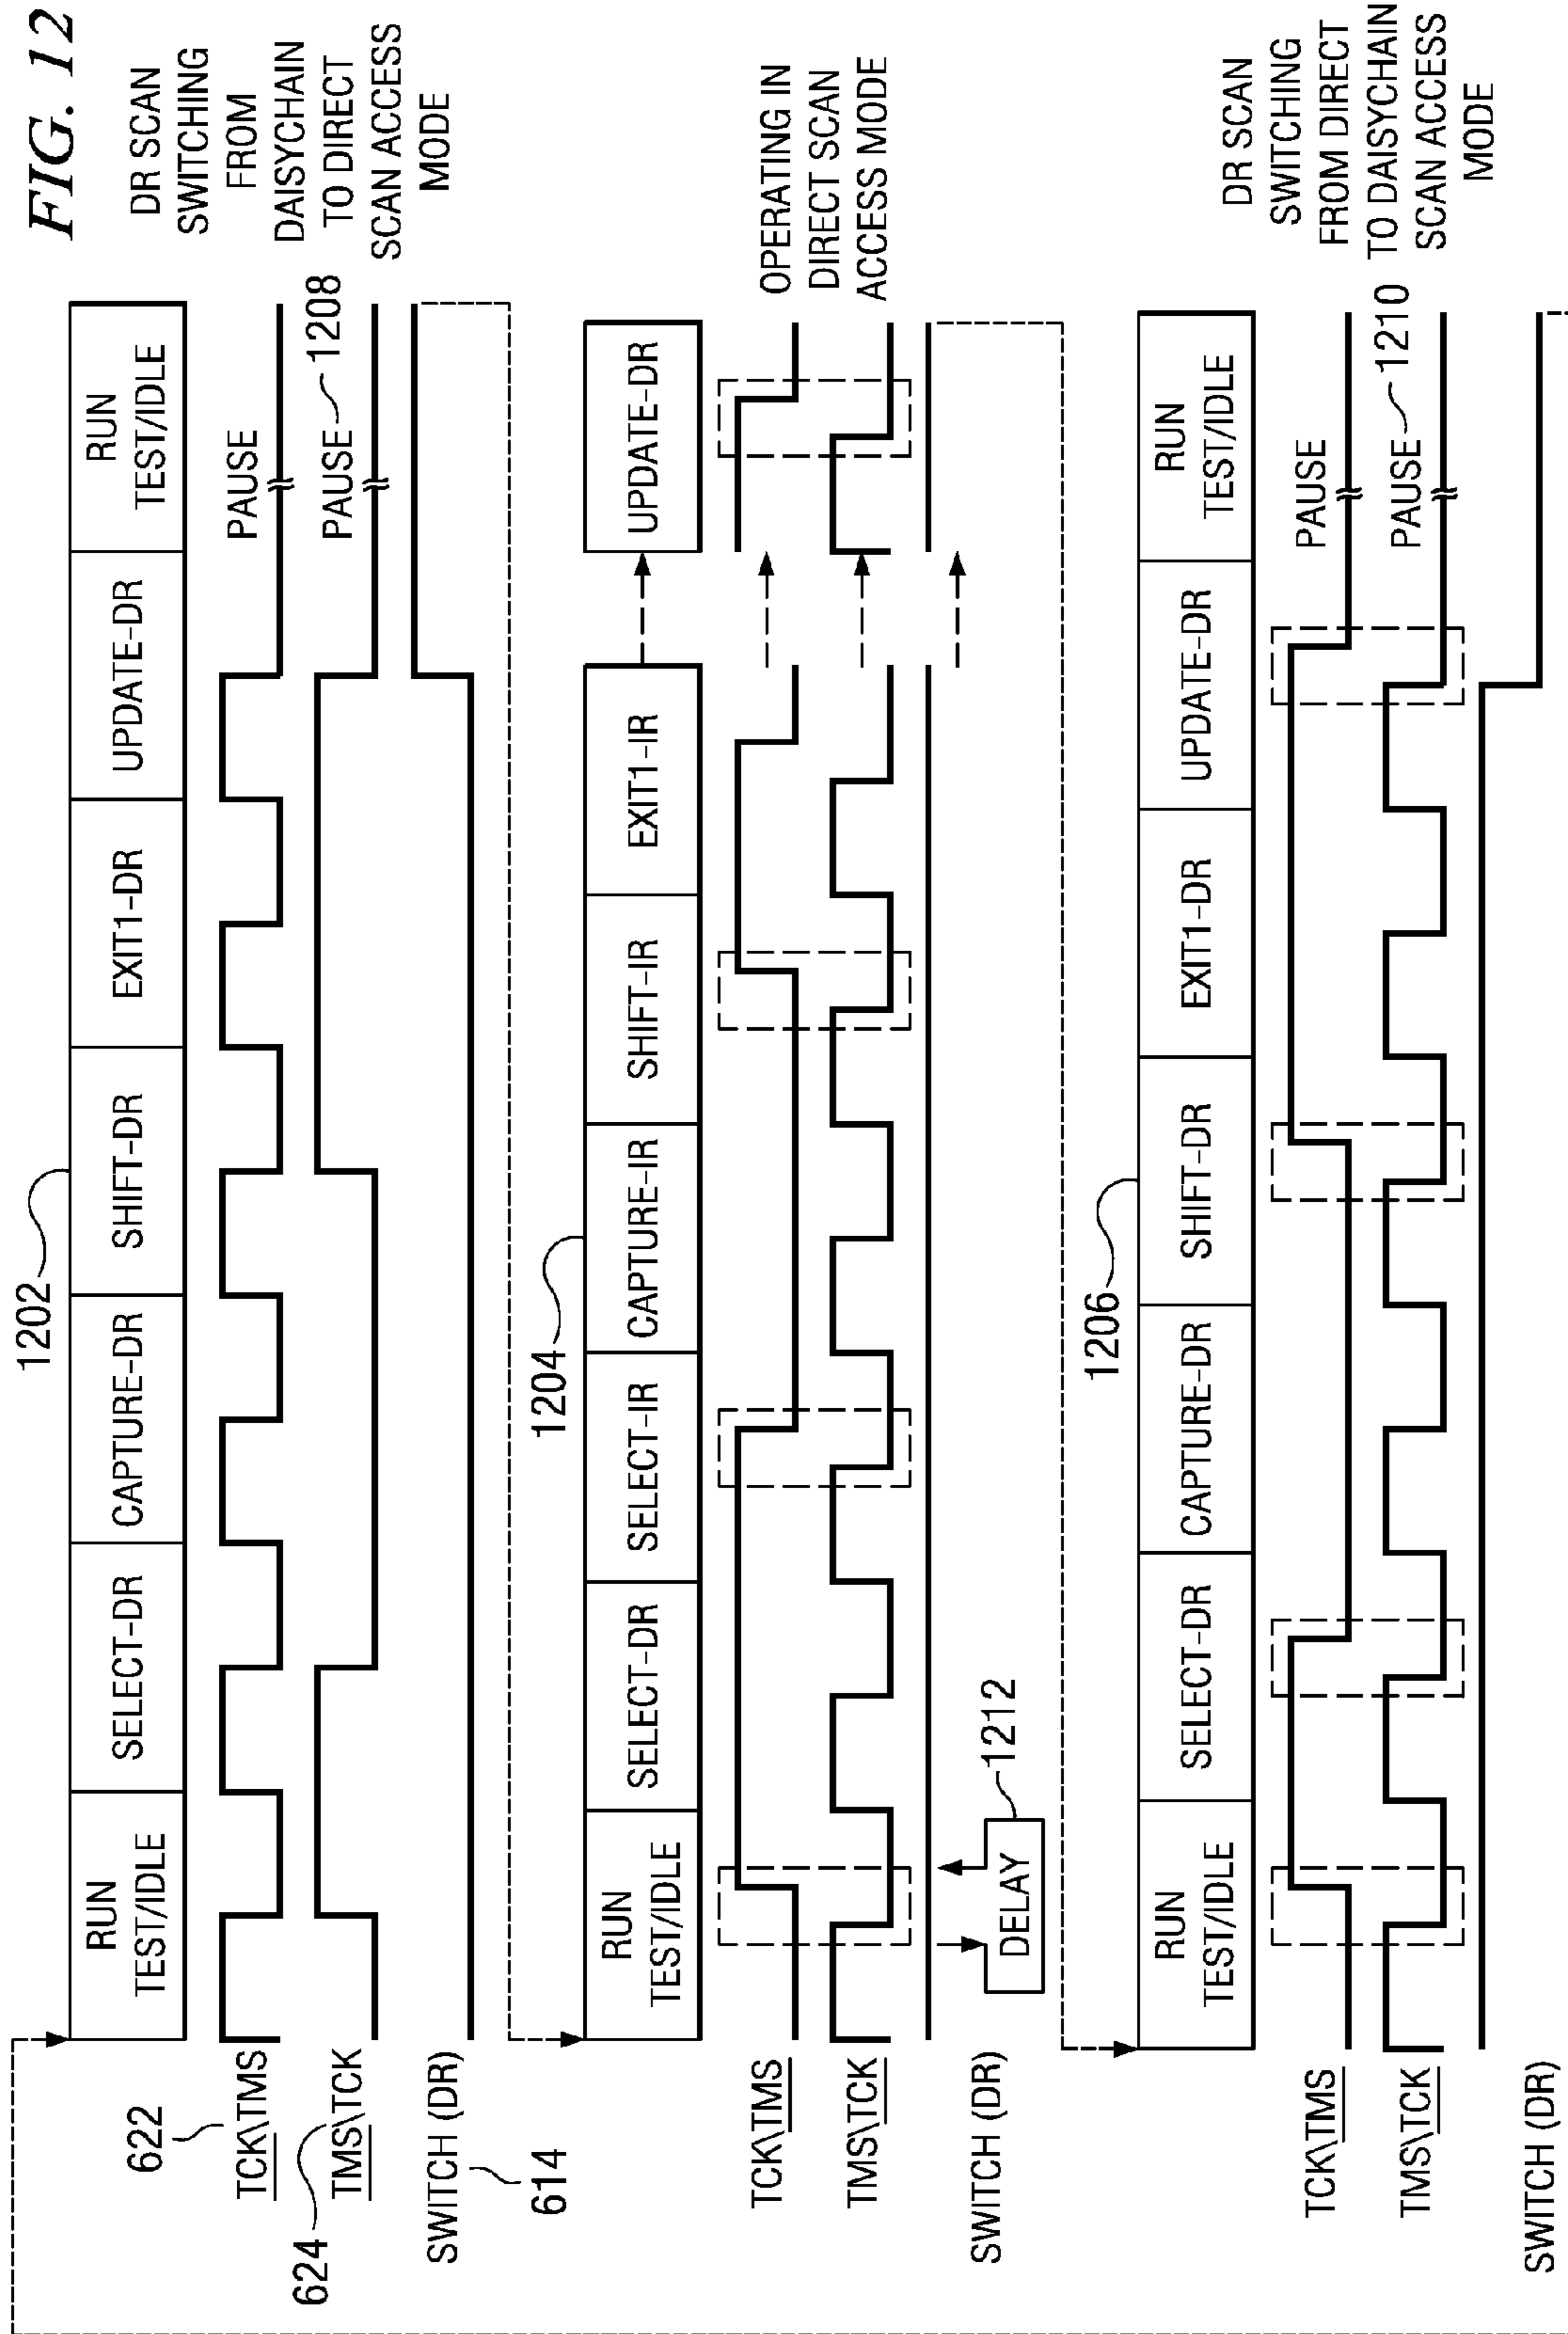 FIG. 12
1202
RUN
TEST/IDLE
SELECT-DR
CAPTURE-DR
SHIFT-DR
EXIT1-DR
UPDATE-DR
RUN
TEST/IDLE
DR SCAN
SWITCHING
FROM
DAISYCHAIN
TO DIRECT
SCAN ACCESS
MODE
622
TCK\TMS
PAUSE
624
TMS\TCK
PAUSE
1208
SWITCH (DR)
614
1204
RUN
TEST/IDLE
SELECT-DR
SELECT-IR
CAPTURE-IR
SHIFT-IR
EXIT1-IR
UPDATE-DR
OPERATING IN
DIRECT SCAN
ACCESS MODE
TCK\TMS
TMS\TCK
SWITCH (DR)
DELAY
1212
1206
RUN
TEST/IDLE
SELECT-DR
CAPTURE-DR
SHIFT-DR
EXIT1-DR
UPDATE-DR
RUN
TEST/IDLE
DR SCAN
SWITCHING
FROM DIRECT
TO DAISYCHAIN
SCAN ACCESS
MODE
TCK\TMS
PAUSE
TMS\TCK
PAUSE
1210
SWITCH (DR)